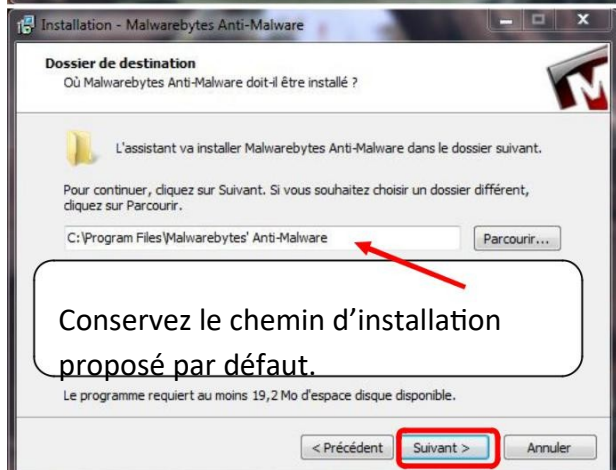 Installation - Malwarebytes Anti-Malware
Dossier de destination
Où Malwarebytes Anti-Malware doit-il être installé ?
L'assistant va installer Malwarebytes Anti-Malware dans le dossier suivant.
Pour continuer, cliquez sur Suivant. Si vous souhaitez choisir un dossier différent,
cliquez sur Parcourir.
C:\Program Files\Malwarebytes' Anti-Malware
Parcourir...
Conservez le chemin d’installation
proposé par défaut.
Le programme requiert au moins 19,2 Mo d'espace disque disponible.
< Précédent Suivant > Annuler